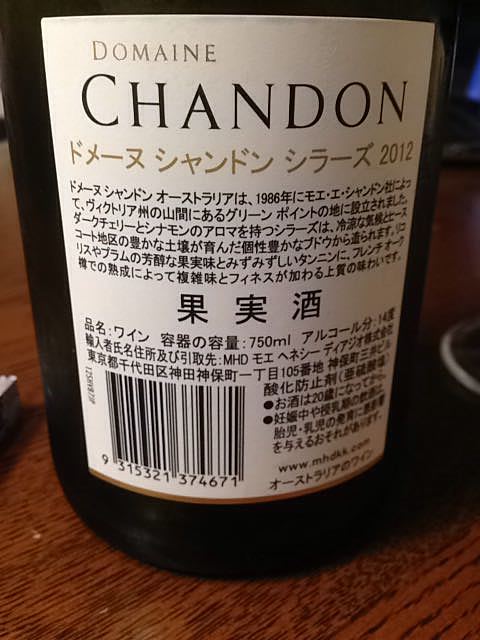 DOMAINE
CHANDON
ドメーヌ シャンドン シラーズ 2012
ドメーヌ シャンドン オーストラリアは、1986年にモエ・エ・シャンドン社によっ
て、ヴィクトリア州の山間にあるグリーン ポイントの地に設立されました。
ダークチェリーとシナモンのアロマを持つシラーズは、冷涼な気候とヒース
コート地区の豊かな土壌が育んだ個性豊かなブドウから造られます。リコ
リスやプラムの芳醇な果実味とみずみずしいタンニンに、フレンチ オーク
樽での熟成によって複雑味とフィネスが加わる上質の味わいです。
果実酒
品名:ワイン 容器の容量:750ml アルコール分:14度
輸入者氏名住所及び引取先:MHD モエ ヘネシー ディアジオ株式会社
東京都千代田区神田神保町一丁目105番地 神保町三井ビル
酸化防止剤(亜硫酸塩)
●お酒は20歳になってから。
●妊娠中や授乳期の飲酒は、
胎児・乳児の発育に悪影響
を与えるおそれがあります。
www.mhdkk.com
オーストラリアのワイン
9 315321 374671